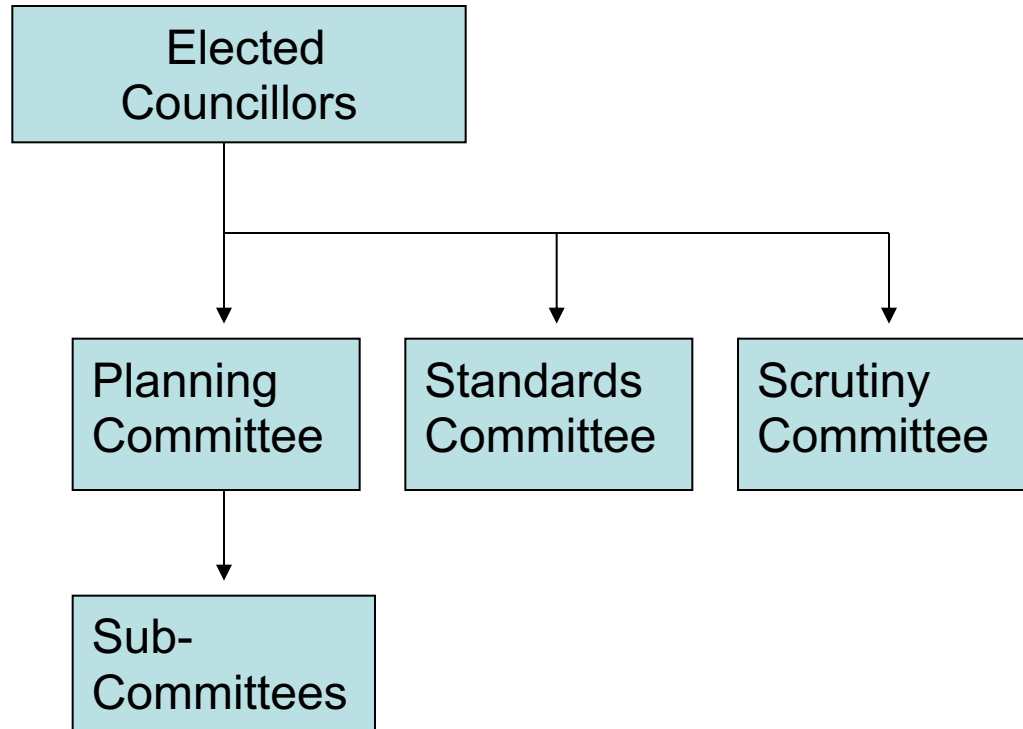 Elected
Councillors
Planning
Committee
Standards
Committee
Scrutiny
Committee
Sub-
Committees